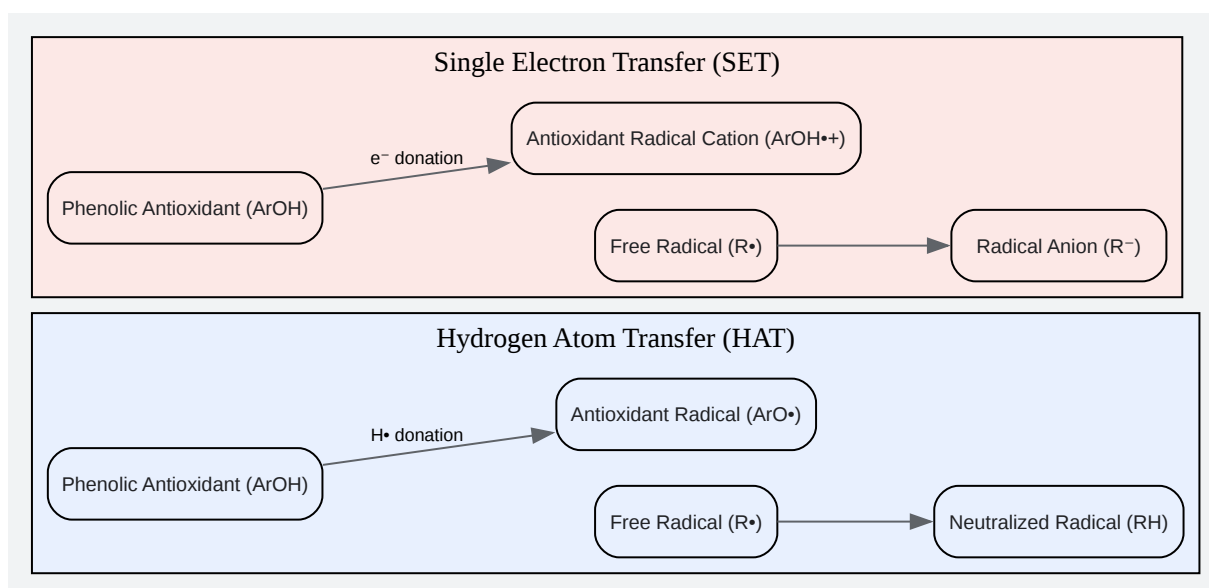 Single Electron Transfer (SET)
Antioxidant Radical Cation (ArOH•+)
e⁻ donation
Phenolic Antioxidant (ArOH)
Free Radical (R•)
Radical Anion (R⁻)
Hydrogen Atom Transfer (HAT)
Antioxidant Radical (ArO•)
H• donation
Phenolic Antioxidant (ArOH)
Free Radical (R•)
Neutralized Radical (RH)